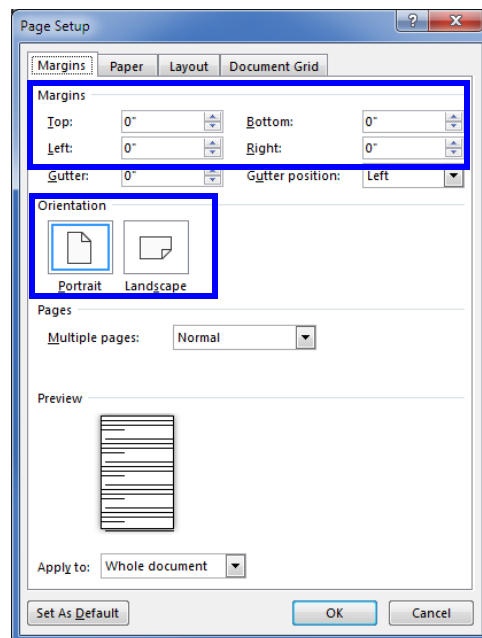 Page Setup
Margins Paper Layout Document Grid
Margins
Top: 0" Bottom: 0"
Left: 0" Right: 0"
Gutter: 0" Gutter position: Left
Orientation
Portrait Landscape
Pages
Multiple pages: Normal
Preview
Apply to: Whole document
Set As Default OK Cancel